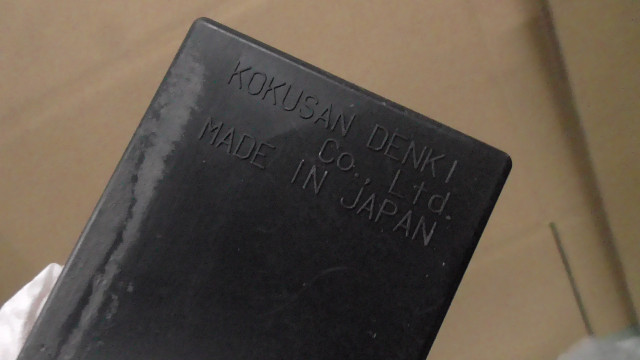 KOKUSAN DENKI
Co., Ltd.
MADE IN JAPAN